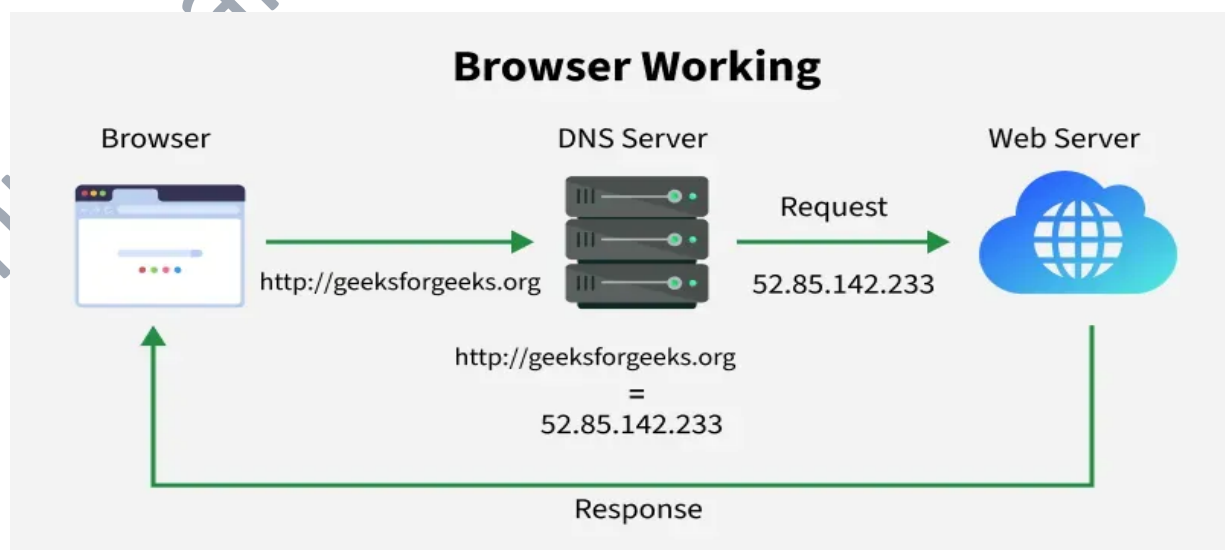 Browser Working
Browser
DNS Server
Web Server
http://geeksforgeeks.org
Request
52.85.142.233
http://geeksforgeeks.org
=
52.85.142.233
Response